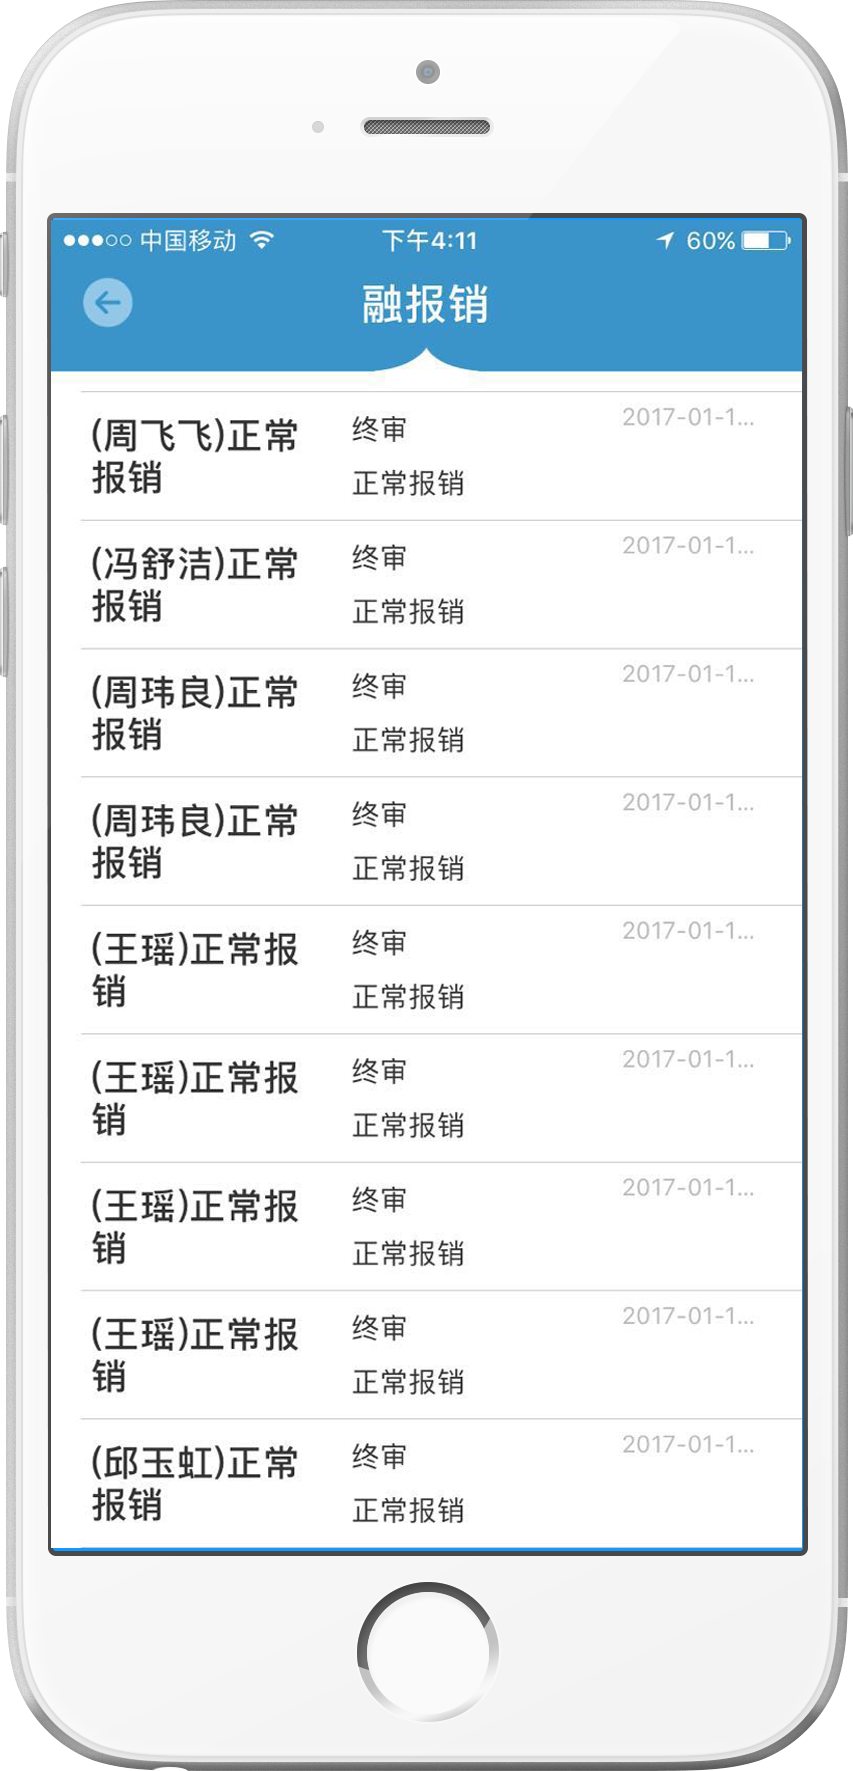 中国移动 下午4:11 60%
融报销
(周飞飞)正常 终审 2017-01-1...
报销 正常报销
(冯舒洁)正常 终审 2017-01-1...
报销 正常报销
(周玮良)正常 终审 2017-01-1...
报销 正常报销
(周玮良)正常 终审 2017-01-1...
报销 正常报销
(王瑶)正常报 终审 2017-01-1...
销 正常报销
(王瑶)正常报 终审 2017-01-1...
销 正常报销
(王瑶)正常报 终审 2017-01-1...
销 正常报销
(王瑶)正常报 终审 2017-01-1...
销 正常报销
(邱玉虹)正常 终审 2017-01-1...
报销 正常报销